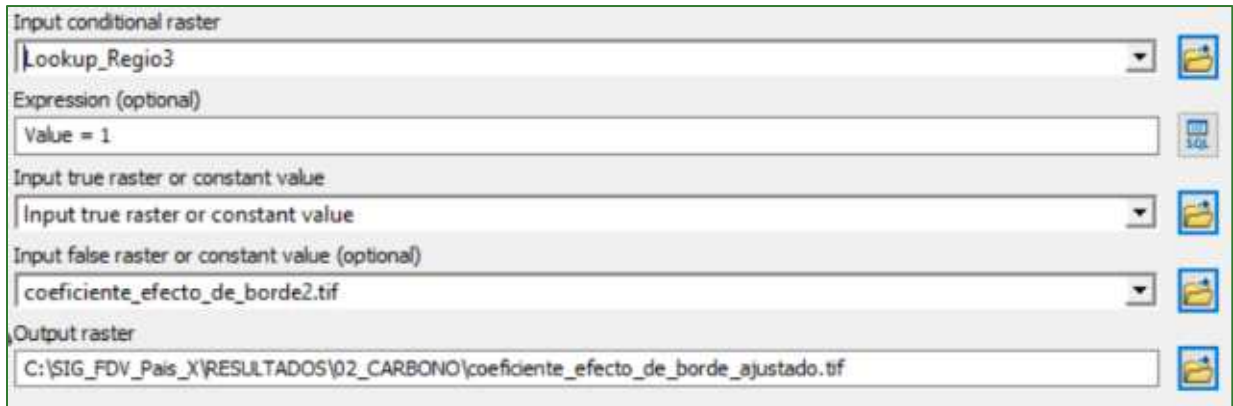 Input conditional raster
Lookup_Regio3
Expression (optional)
Value = 1
SQL
Input true raster or constant value
Input true raster or constant value
Input false raster or constant value (optional)
coeficiente_efecto_de_borde2.tif
Output raster
C:\SIG_FDV_Pais_X\RESULTADOS\02_CARBONO\coeficiente_efecto_de_borde_ajustado.tif